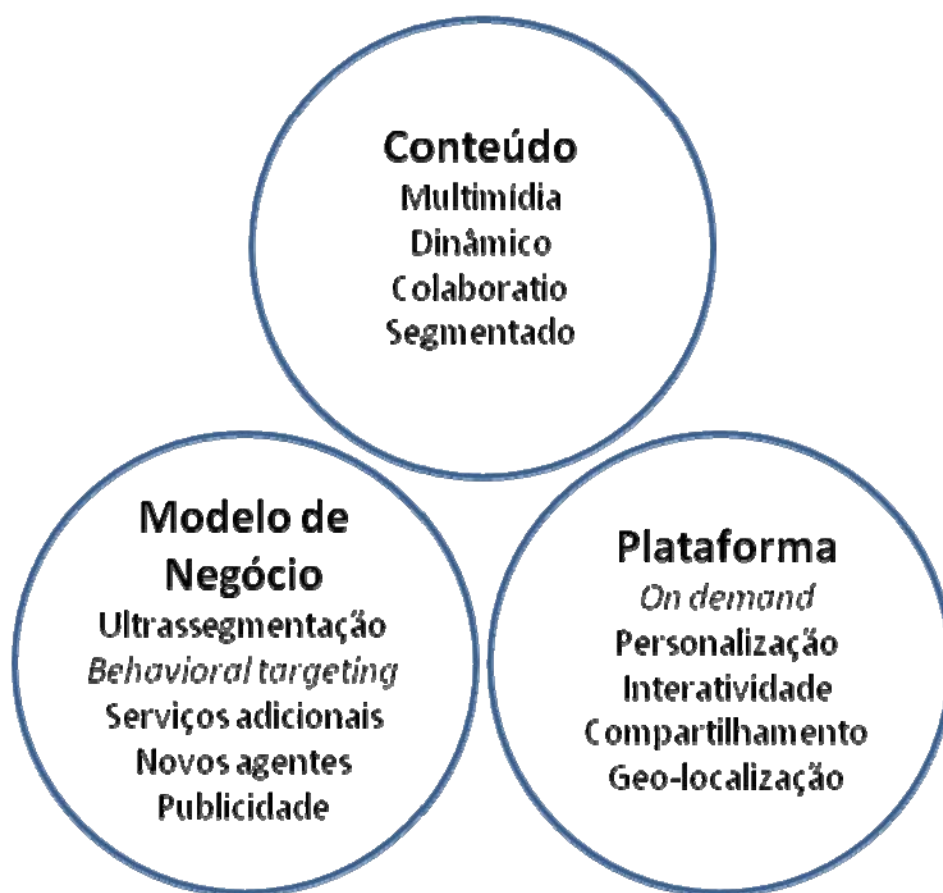 Conteúdo
Multimídia
Dinâmico
Colaboratio
Segmentado
Modelo de
Negócio
Ultrassegmentação
Behavioral targeting
Serviços adicionais
Novos agentes
Publicidade
Plataforma
On demand
Personalização
Interatividade
Compartilhamento
Geo-localização